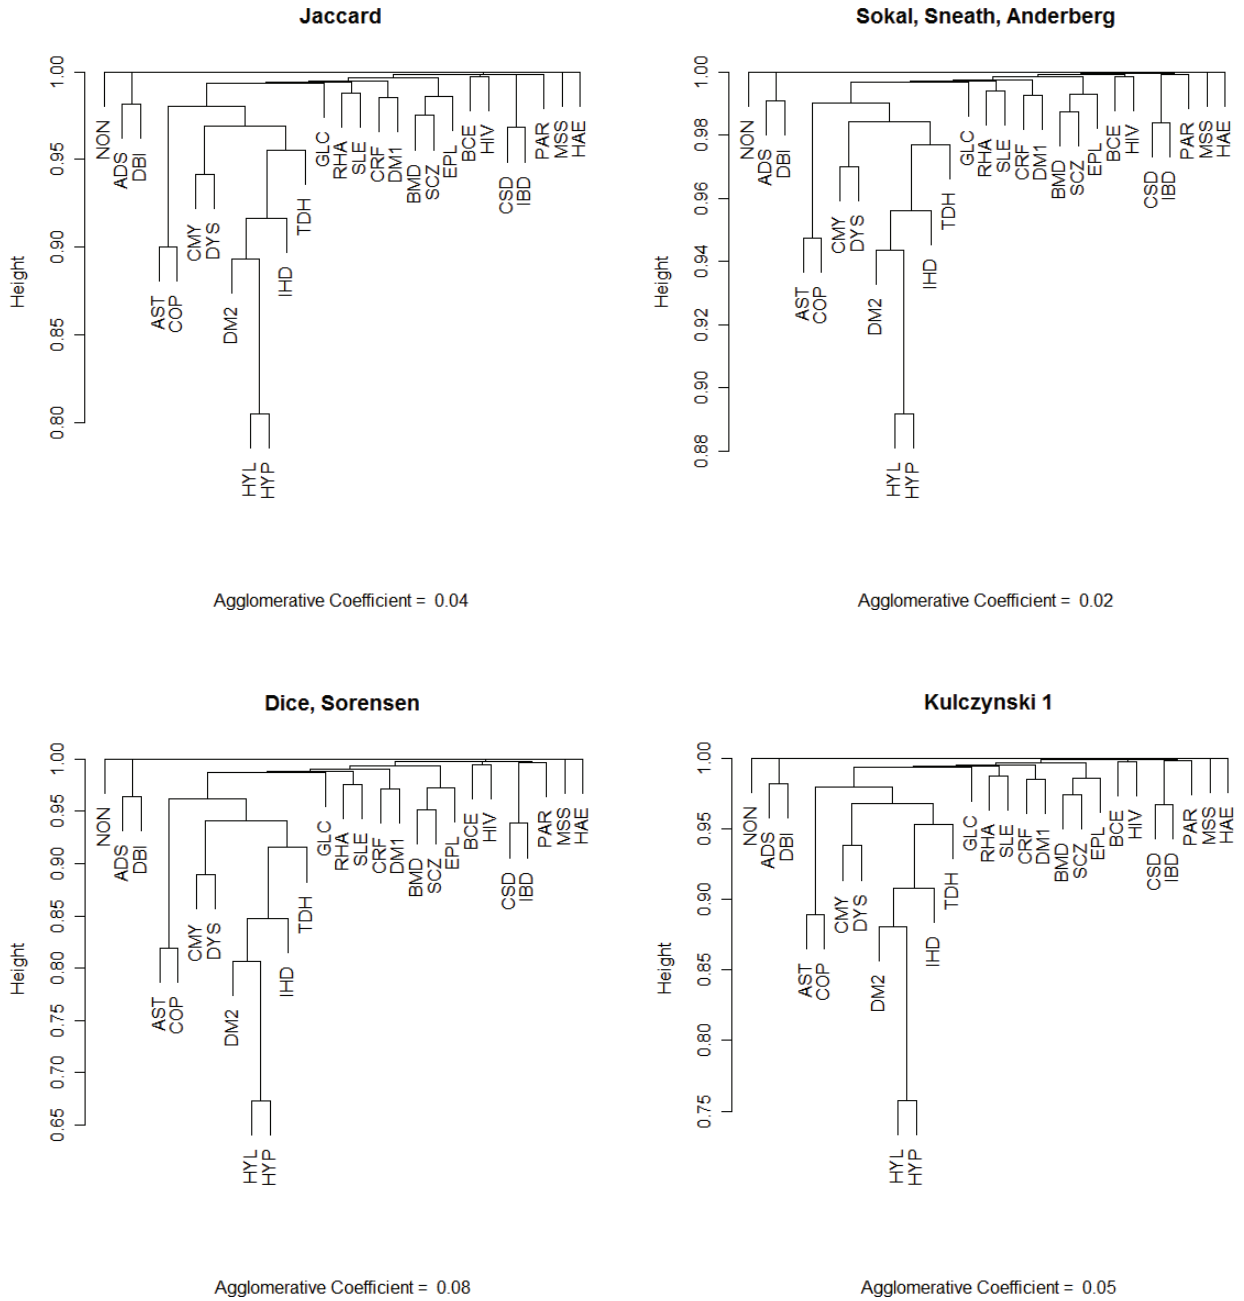 Jaccard
Height
1.00
0.95
0.90
0.85
0.80
NON
ADS
DBI
AST
COP
CMY
DYS
DM2
HYL
HYP
IHD
TDH
GLC
RHA
SLE
CRF
DM1
BMD
SCZ
EPL
BCE
HIV
CSD
IBD
PAR
MSS
HAE
Agglomerative Coefficient = 0.04
Sokal, Sneath, Anderberg
1.00
0.98
0.96
0.94
0.92
0.90
0.88
Height
NON
ADS
DBI
AST
COP
CMY
DYS
DM2
HYL
HYP
IHD
TDH
GLC
RHA
SLE
CRF
DM1
BMD
SCZ
EPL
BCE
HIV
CSD
IBD
PAR
MSS
HAE
Agglomerative Coefficient = 0.02
Dice, Sorensen
Height
1.00
0.95
0.90
0.85
0.80
0.75
0.70
0.65
NON
ADS
DBI
AST
COP
CMY
DYS
DM2
HYL
HYP
IHD
TDH
GLC
RHA
SLE
CRF
DM1
BMD
SCZ
EPL
BCE
HIV
CSD
IBD
PAR
MSS
HAE
Agglomerative Coefficient = 0.08
Kulczynski 1
Height
1.00
0.95
0.90
0.85
0.80
0.75
NON
ADS
DBI
AST
COP
CMY
DYS
DM2
HYL
HYP
IHD
TDH
GLC
RHA
SLE
CRF
DM1
BMD
SCZ
EPL
BCE
HIV
CSD
IBD
PAR
MSS
HAE
Agglomerative Coefficient = 0.05